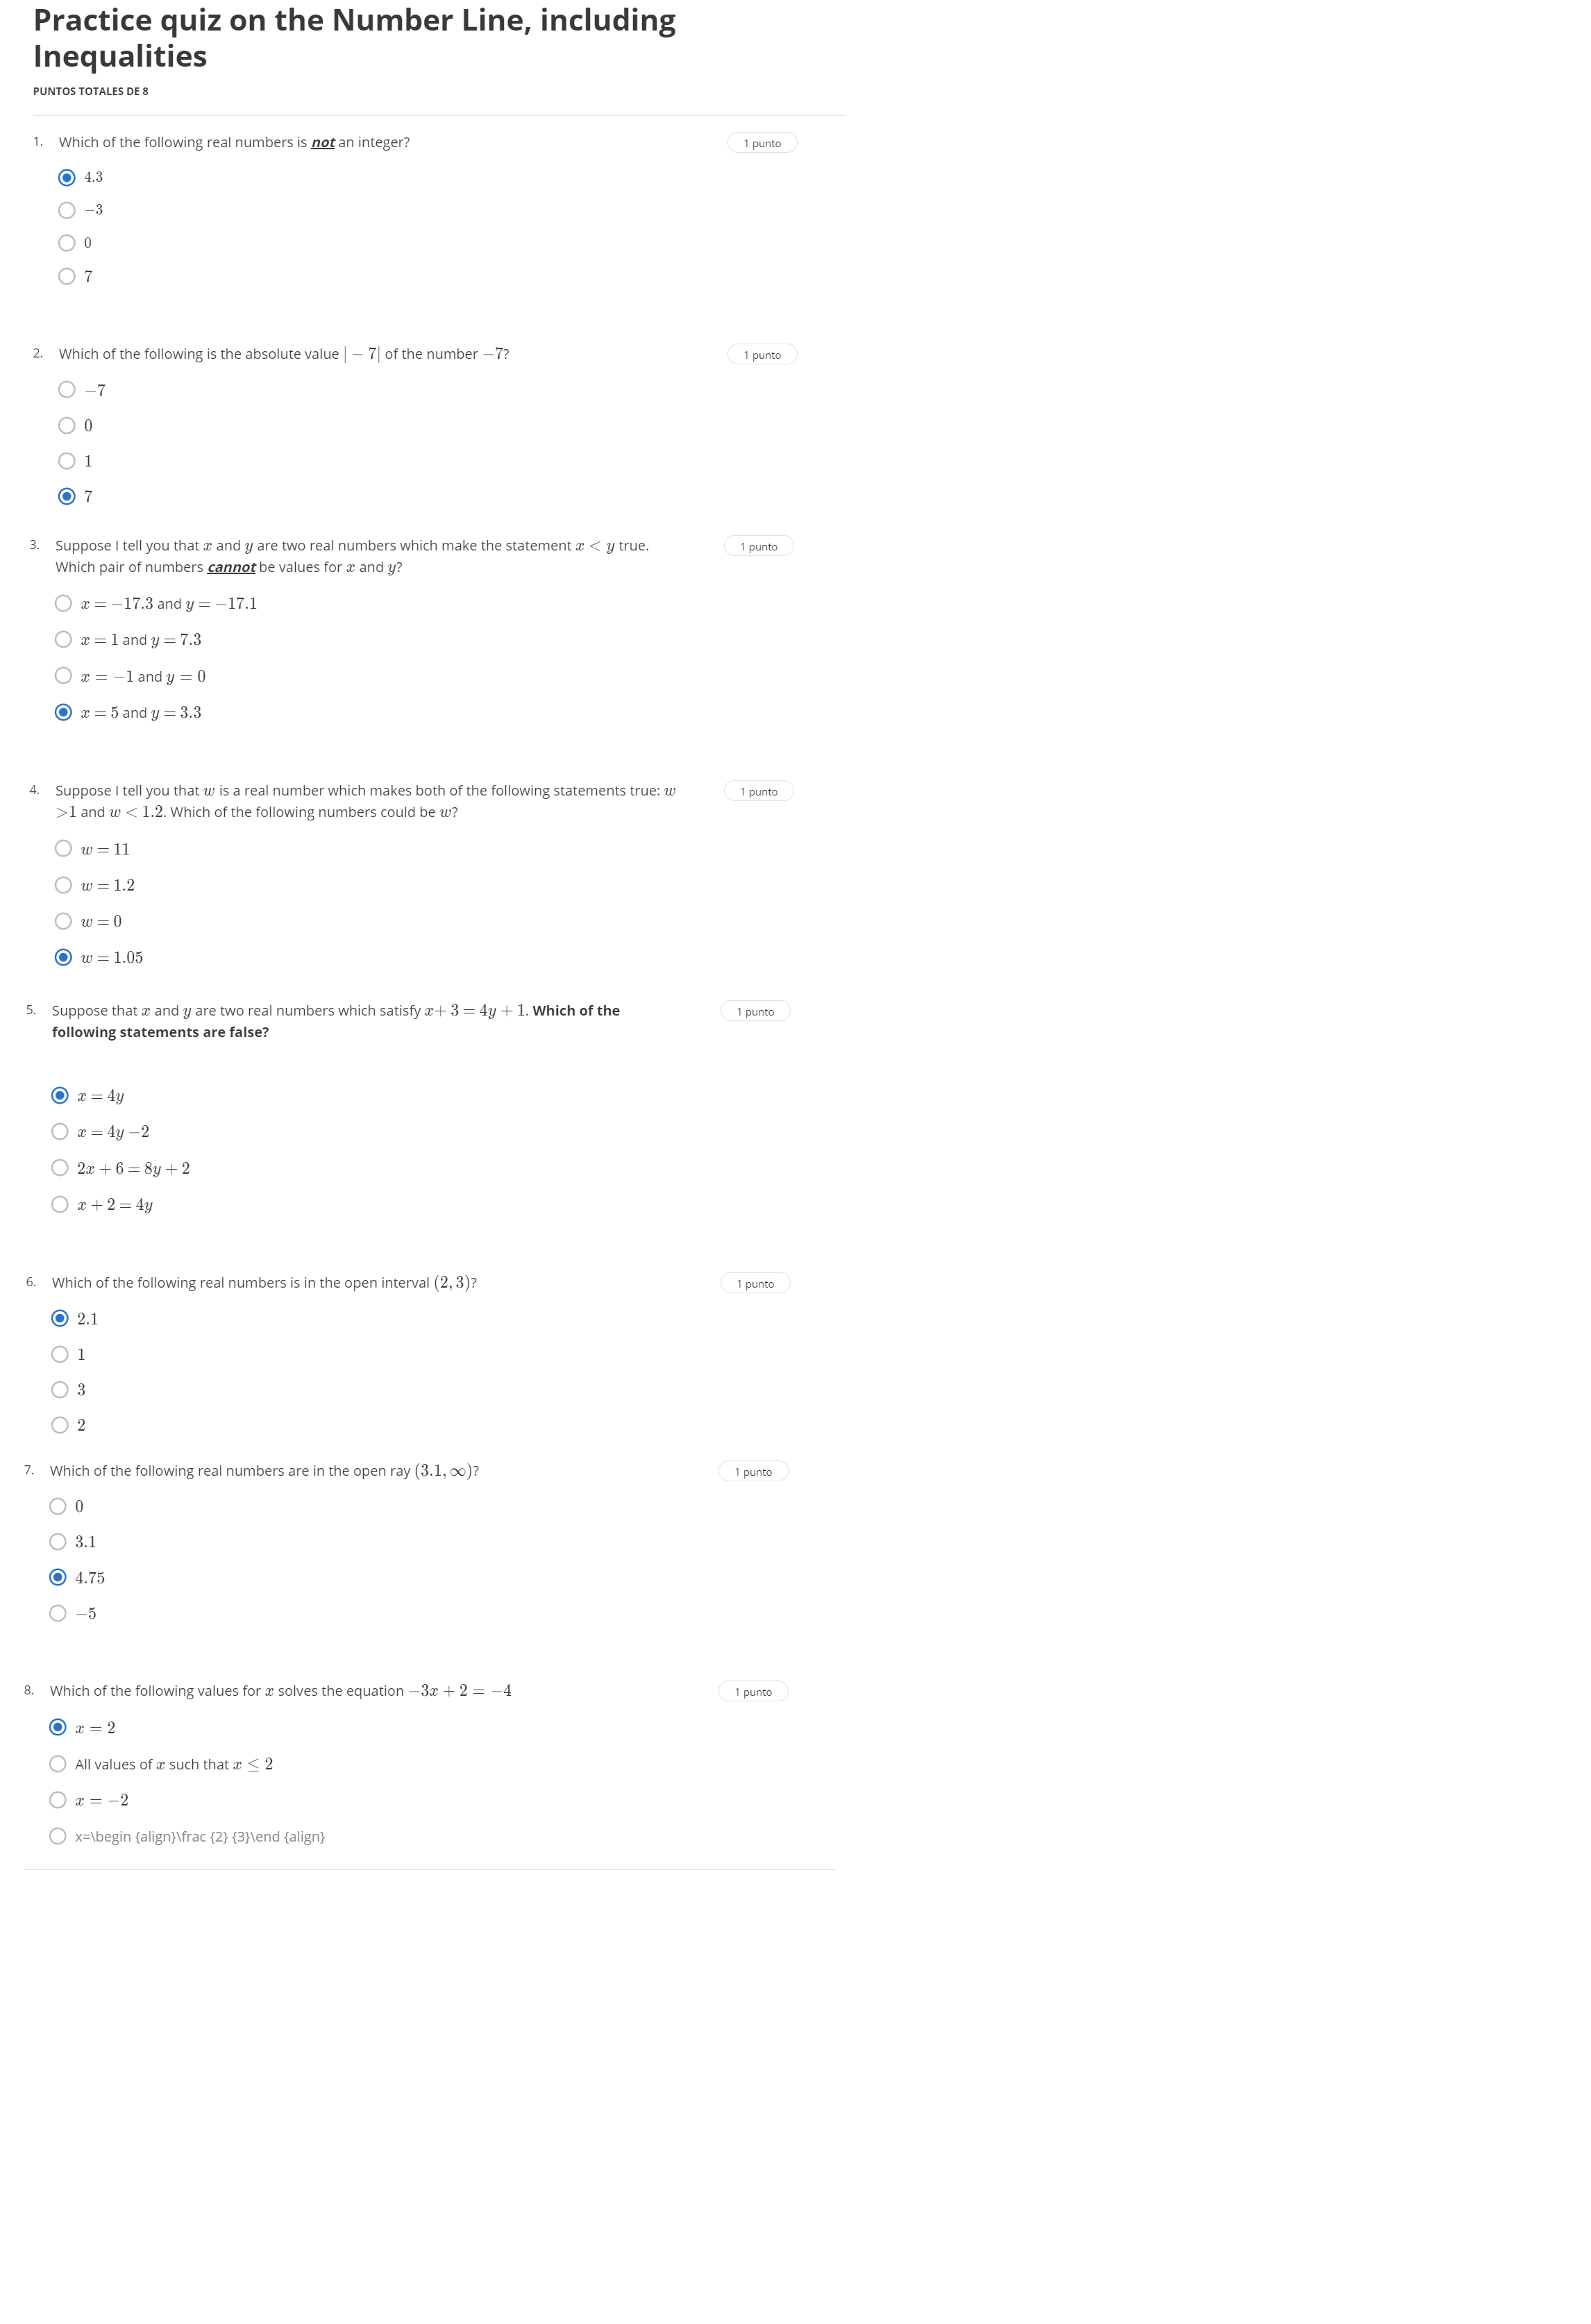 Practice quiz on the Number Line, including
Inequalities
PUNTOS TOTALES DE 8
1. Which of the following real numbers is not an integer? 1 punto
4.3
−3
0
7
2. Which of the following is the absolute value | − 7| of the number −7? 1 punto
−7
0
1
7
3. Suppose I tell you that x and y are two real numbers which make the statement x < y true. 1 punto
Which pair of numbers cannot be values for x and y?
x = −17.3 and y = −17.1
x = 1 and y = 7.3
x = −1 and y = 0
x = 5 and y = 3.3
4. Suppose I tell you that w is a real number which makes both of the following statements true: w 1 punto
>1 and w < 1.2. Which of the following numbers could be w?
w = 11
w = 1.2
w = 0
w = 1.05
5. Suppose that x and y are two real numbers which satisfy x+ 3 = 4y + 1. Which of the 1 punto
following statements are false?
x = 4y
x = 4y −2
2x + 6 = 8y + 2
x + 2 = 4y
6. Which of the following real numbers is in the open interval (2, 3)? 1 punto
2.1
1
3
2
7. Which of the following real numbers are in the open ray (3.1, ∞)? 1 punto
0
3.1
4.75
−5
8. Which of the following values for x solves the equation −3x + 2 = −4 1 punto
x = 2
All values of x such that x ≤ 2
x = −2
x=\begin {align}\frac {2} {3}\end {align}